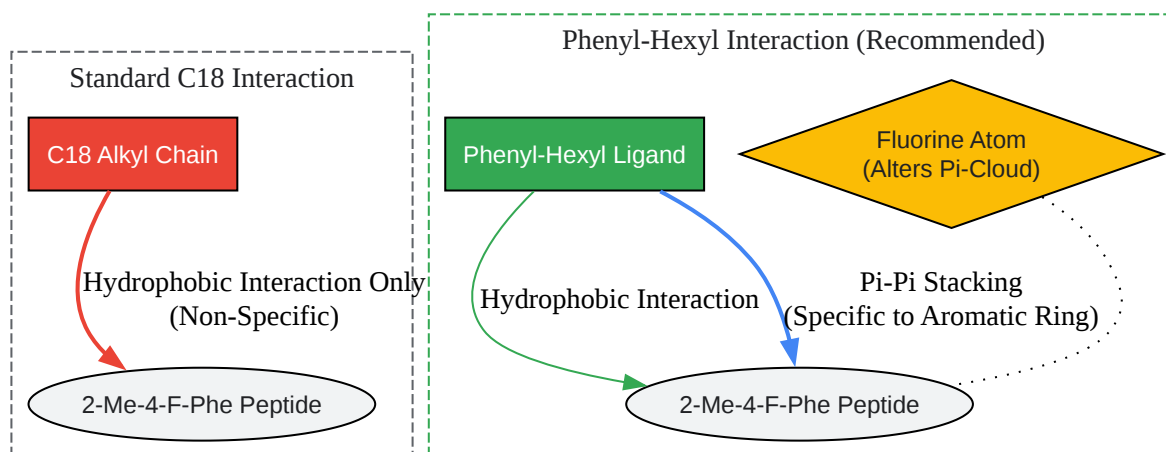 Standard C18 Interaction
C18 Alkyl Chain
Hydrophobic Interaction Only
(Non-Specific)
2-Me-4-F-Phe Peptide
Phenyl-Hexyl Interaction (Recommended)
Phenyl-Hexyl Ligand
Fluorine Atom
(Alters Pi-Cloud)
Hydrophobic Interaction
Pi-Pi Stacking
(Specific to Aromatic Ring)
2-Me-4-F-Phe Peptide